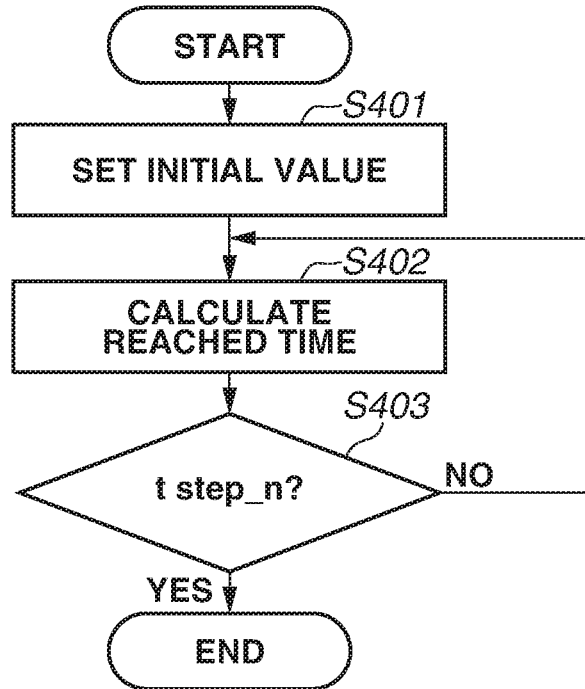 START
S401
SET INITIAL VALUE
S402
CALCULATE
REACHED TIME
S403
t step_n?
NO
YES
END